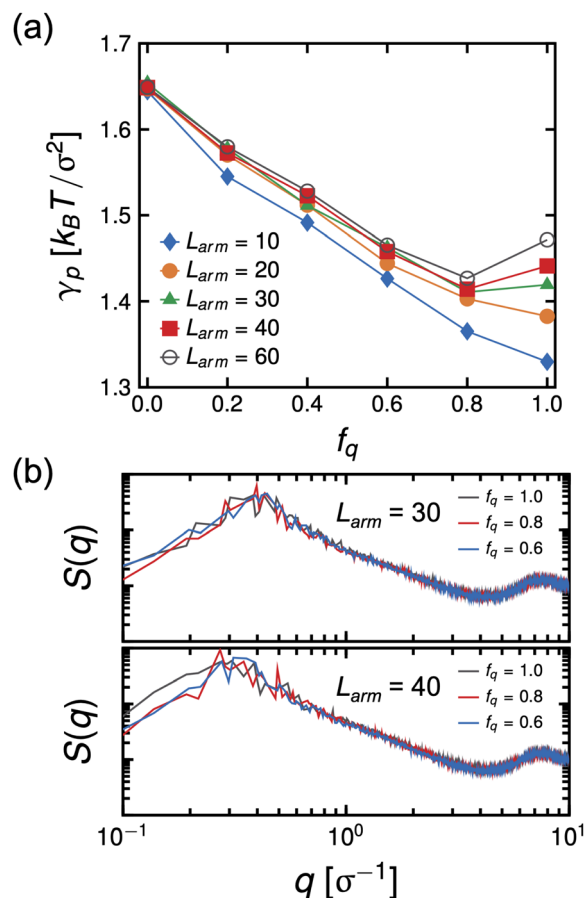 (a)
γp [kBT/σ²]
1.7
1.6
1.5
1.4
1.3
Larm = 10
Larm = 20
Larm = 30
Larm = 40
Larm = 60
0.0 0.2 0.4 0.6 0.8 1.0
fq
(b)
S(q)
Larm = 30
fq = 1.0
fq = 0.8
fq = 0.6
S(q)
Larm = 40
fq = 1.0
fq = 0.8
fq = 0.6
10⁻¹ 10⁰ 10¹
q [σ⁻¹]